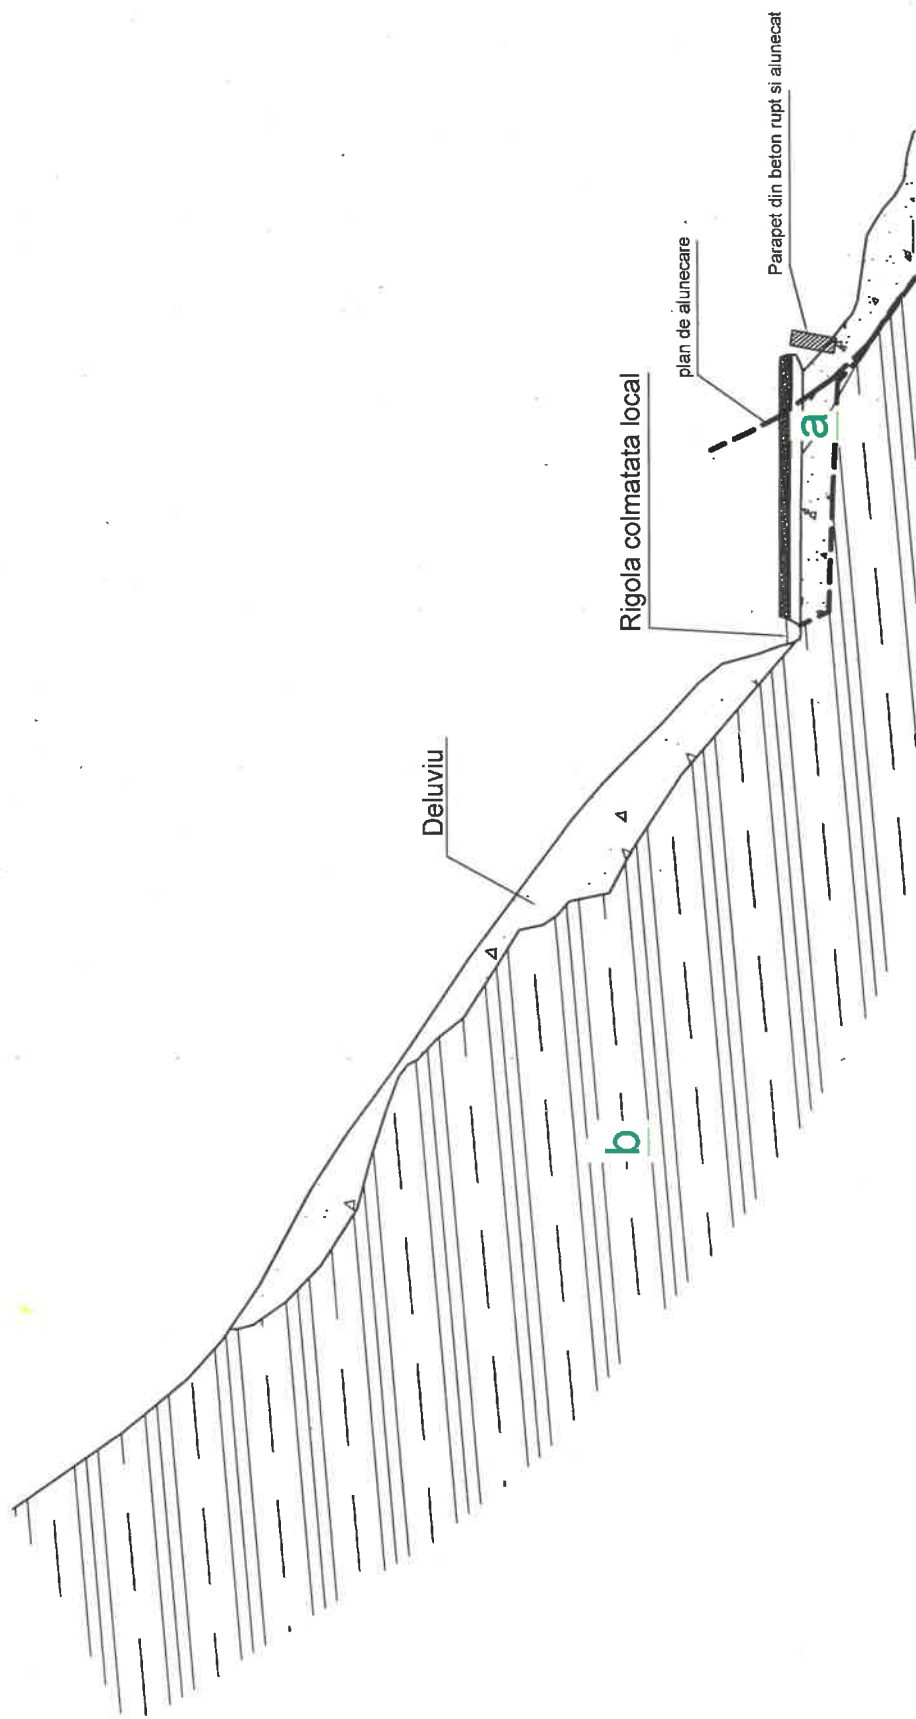 Deluviu
Rigola colmatata local
plan de alunecare
Parapet din beton rupt si alunecat
a
b